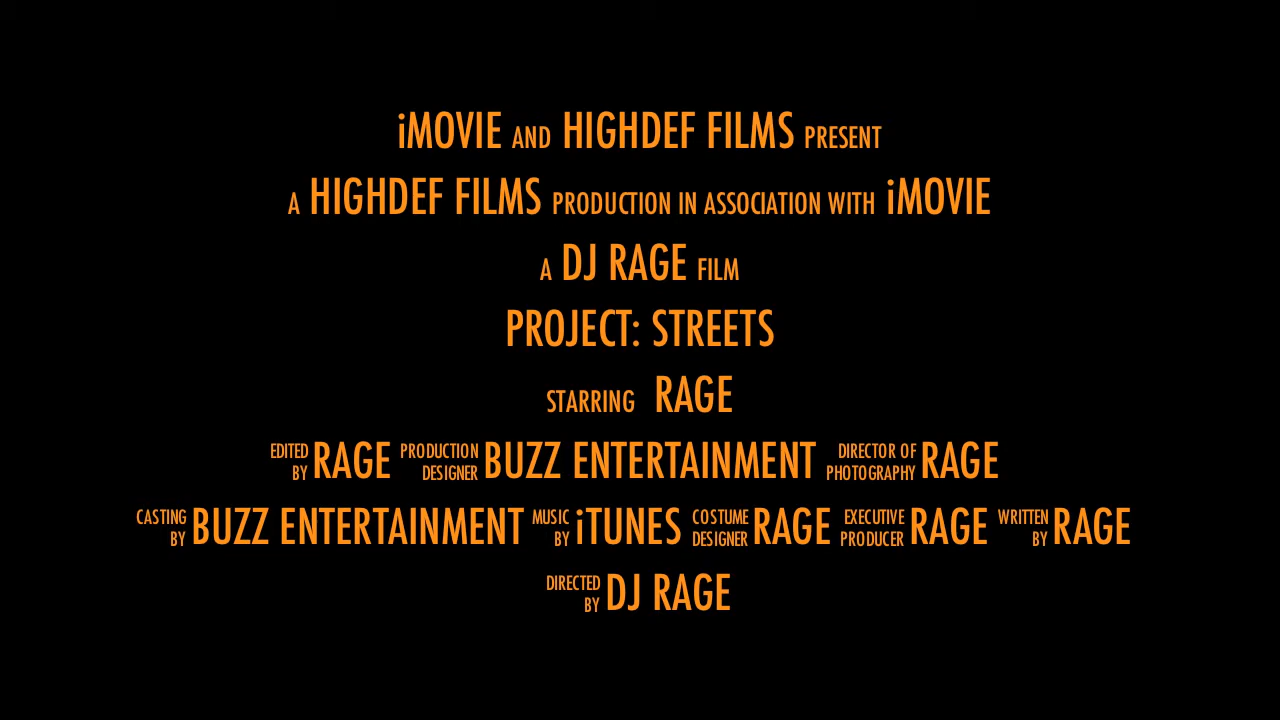 iMOVIE AND HIGHDEF FILMS PRESENT
A HIGHDEF FILMS PRODUCTION IN ASSOCIATION WITH iMOVIE
A DJ RAGE FILM
PROJECT: STREETS
STARRING RAGE
EDITED BY RAGE PRODUCTION DESIGNER BUZZ ENTERTAINMENT DIRECTOR OF PHOTOGRAPHY RAGE
CASTING BY BUZZ ENTERTAINMENT MUSIC BY iTUNES COSTUME DESIGNER RAGE EXECUTIVE PRODUCER RAGE WRITTEN BY RAGE
DIRECTED BY DJ RAGE